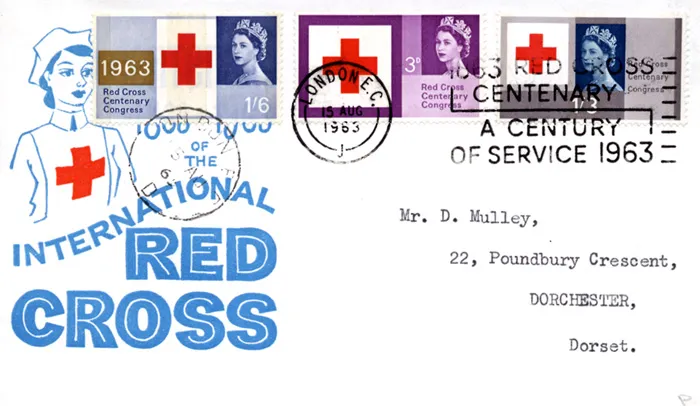 1963
Red Cross
Centenary
Congress
1/6
3D
Red Cross
Centenary
Congress
Red Cross
Centenary
Congress
1/3
LONDON E.C.
15 AUG
1963
J
1863 RED CROSS
CENTENARY
A CENTURY
OF SERVICE 1963
LONDON
OF
THE
INTERNATIONAL
RED
CROSS
Mr. D. Mulley,
22, Poundbury Crescent,
DORCHESTER,
Dorset.
P